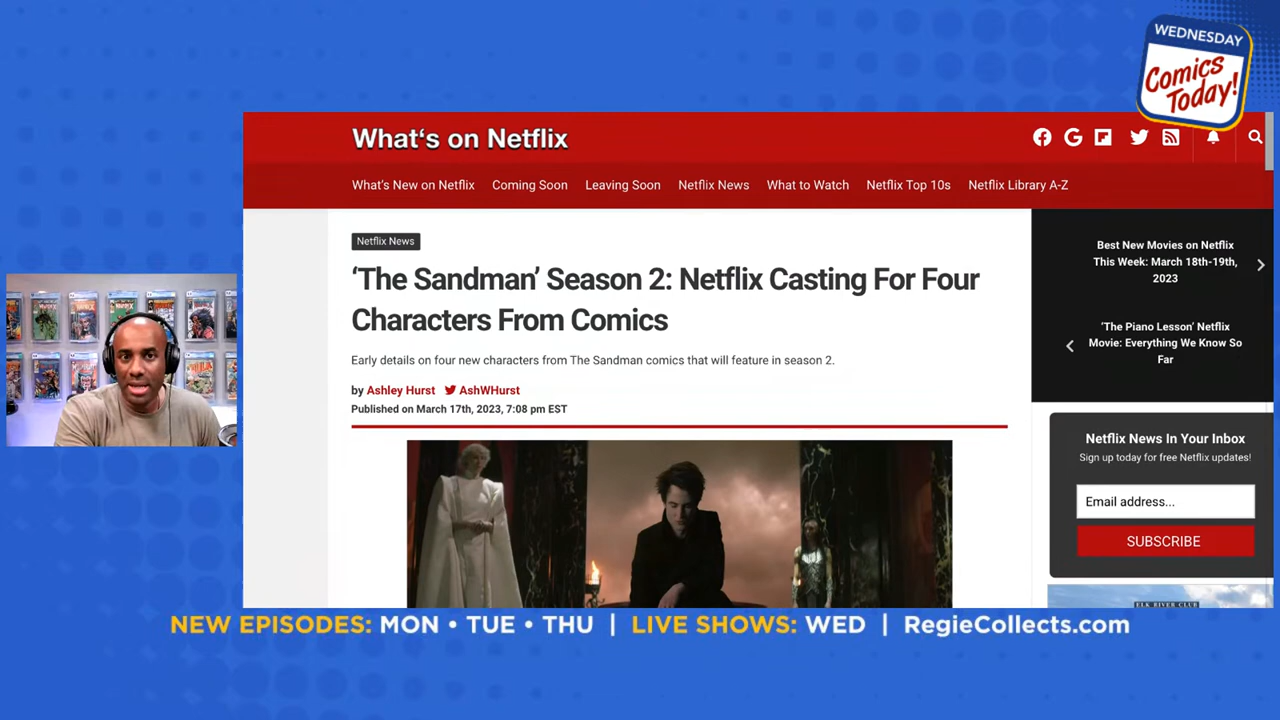 WEDNESDAY
Comics
Today!
What's on Netflix
What's New on Netflix Coming Soon Leaving Soon Netflix News What to Watch Netflix Top 10s Netflix Library A-Z
Netflix News
‘The Sandman’ Season 2: Netflix Casting For Four
Characters From Comics
Early details on four new characters from The Sandman comics that will feature in season 2.
by Ashley Hurst AshWHurst
Published on March 17th, 2023, 7:08 pm EST
Best New Movies on Netflix
This Week: March 18th-19th,
2023
‘The Piano Lesson’ Netflix
Movie: Everything We Know So
Far
Netflix News In Your Inbox
Sign up today for free Netflix updates!
Email address...
SUBSCRIBE
ELK RIVER CLUB
NEW EPISODES: MON • TUE • THU | LIVE SHOWS: WED | RegieCollects.com